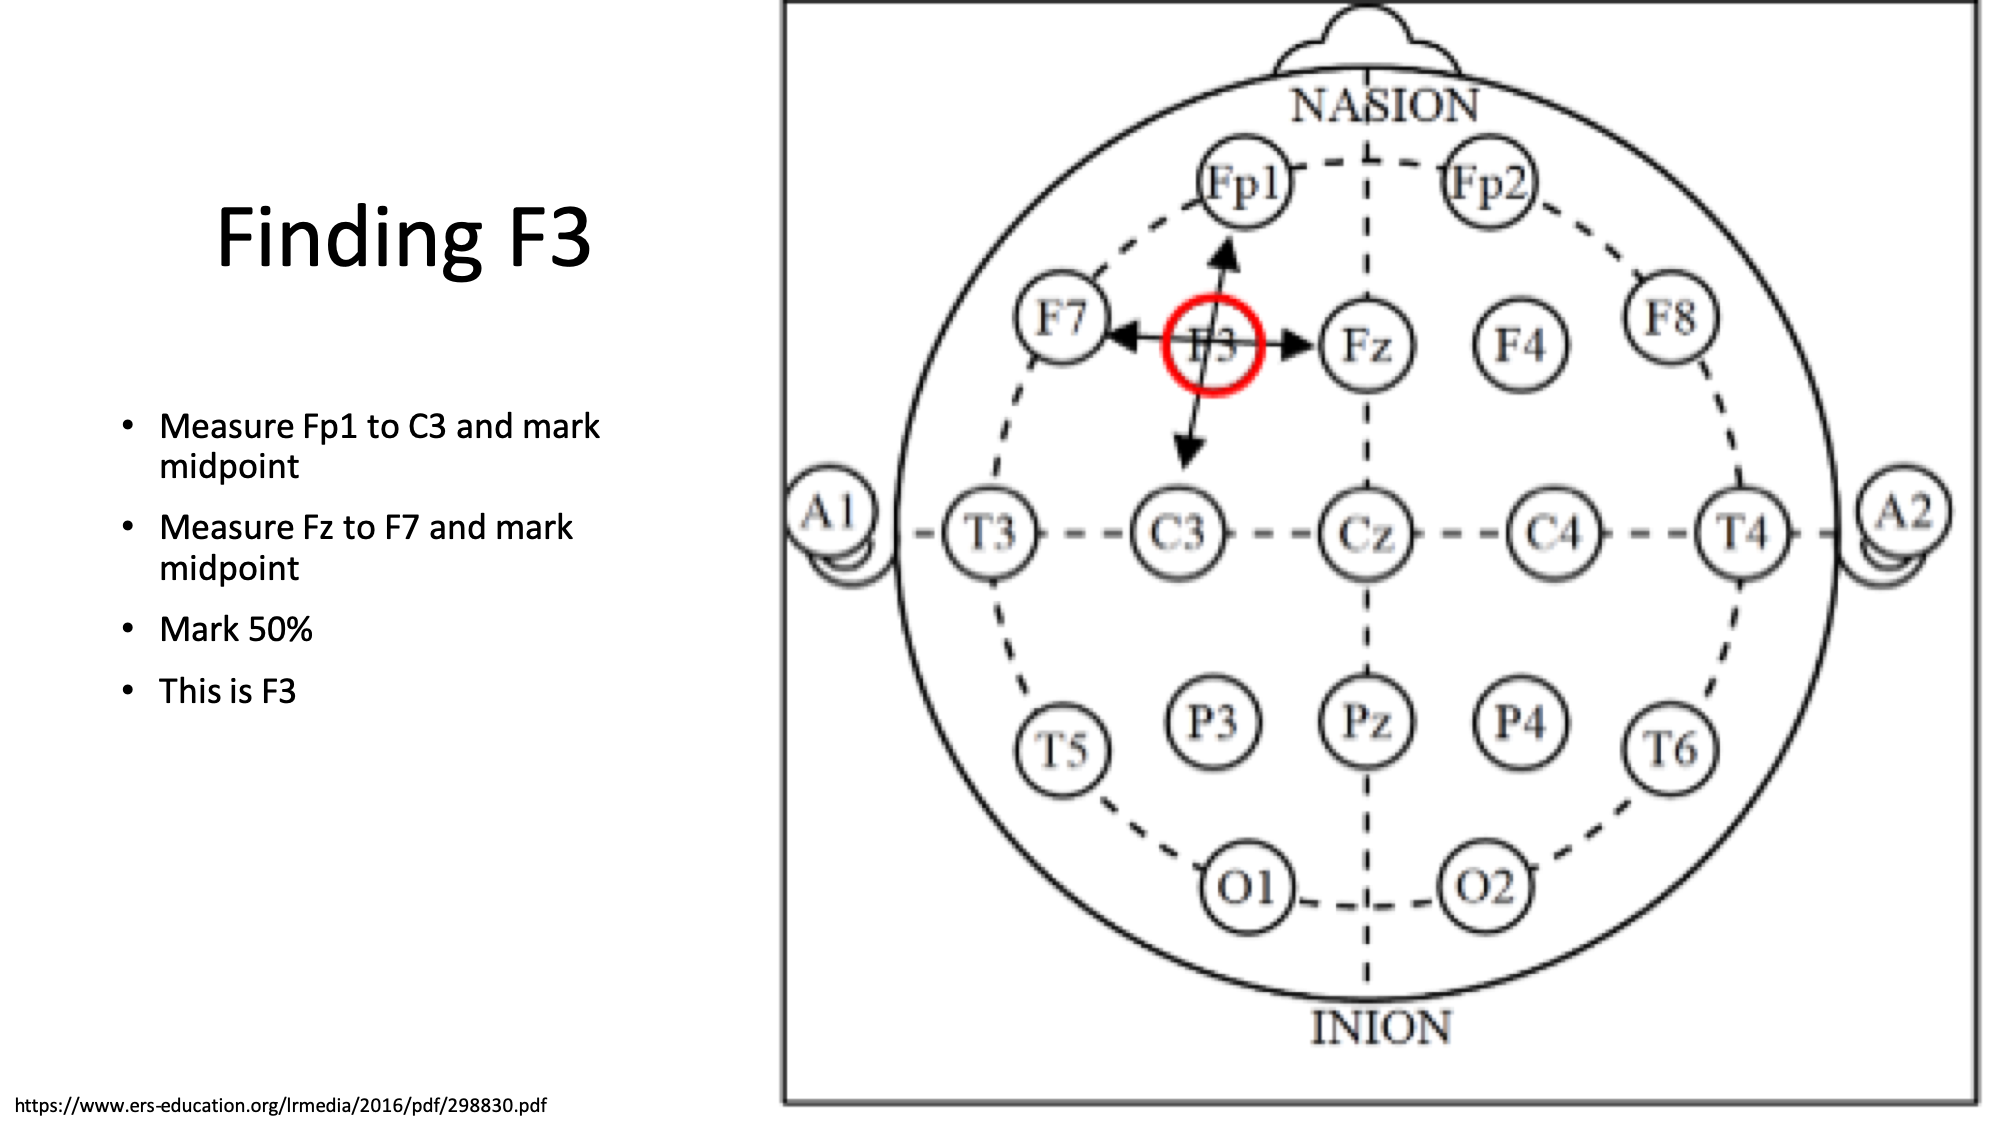 Finding F3
• Measure Fp1 to C3 and mark
midpoint
• Measure Fz to F7 and mark
midpoint
• Mark 50%
• This is F3
https://www.ers-education.org/lrmedia/2016/pdf/298830.pdf
NASION
Fp1 Fp2
F7 F3 Fz F4 F8
A1 T3 C3 Cz C4 T4 A2
T5 P3 Pz P4 T6
O1 O2
INION